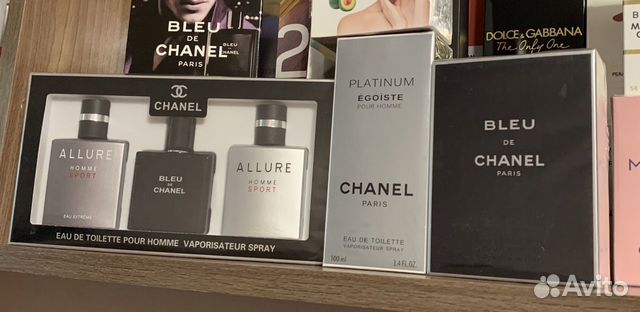 BLEU
DE
CHANEL
PARIS
BLEU
DE
CHANEL
2
DOLCE & GABBANA
The Only One
CHANEL
ALLURE
HOMME
SPORT
EAU EXTRÊME
BLEU
DE
CHANEL
ALLURE
HOMME
SPORT
EAU DE TOILETTE POUR HOMME VAPORISATEUR SPRAY
PLATINUM
ÉGOÏSTE
POUR HOMME
CHANEL
PARIS
EAU DE TOILETTE
VAPORISATEUR SPRAY
100 ml 3.4 FL.OZ.
BLEU
DE
CHANEL
PARIS
Avito